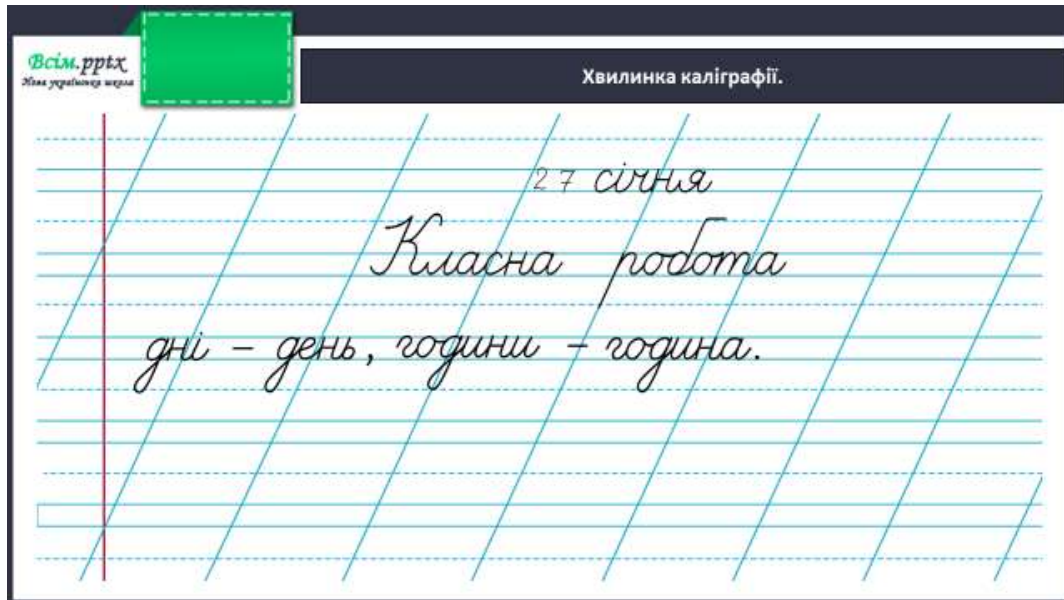 Всім.pptx
Нова українська школа
Хвилинка каліграфії.
27 січня
Класна робота
дні – день, години – година.